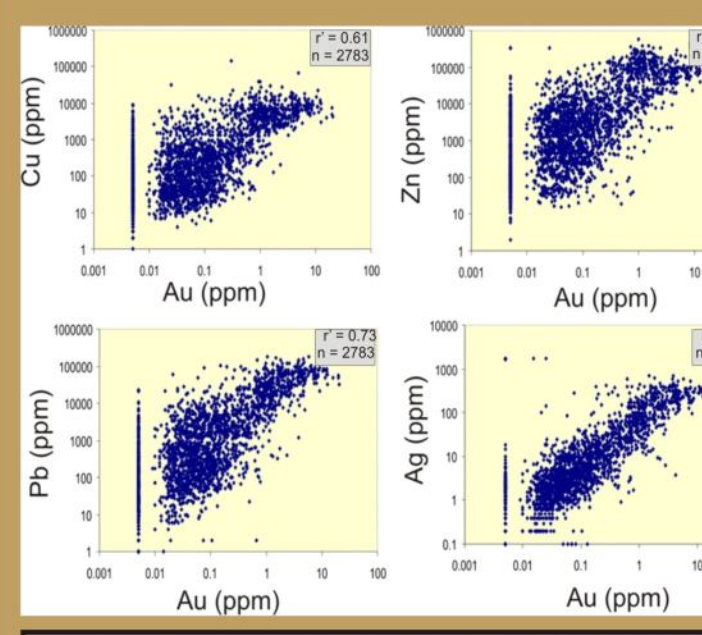 1000000
100000
10000
1000
100
10
1
Cu (ppm)
r' = 0.61
n = 2783
0.001 0.01 0.1 1 10 100
Au (ppm)
1000000
100000
10000
1000
100
10
1
Zn (ppm)
r
n
0.001 0.01 0.1 1 10
Au (ppm)
1000000
100000
10000
1000
100
10
1
Pb (ppm)
r' = 0.73
n = 2783
0.001 0.01 0.1 1 10 100
Au (ppm)
10000
1000
100
10
1
0.1
Ag (ppm)
n
0.001 0.01 0.1 1 10
Au (ppm)